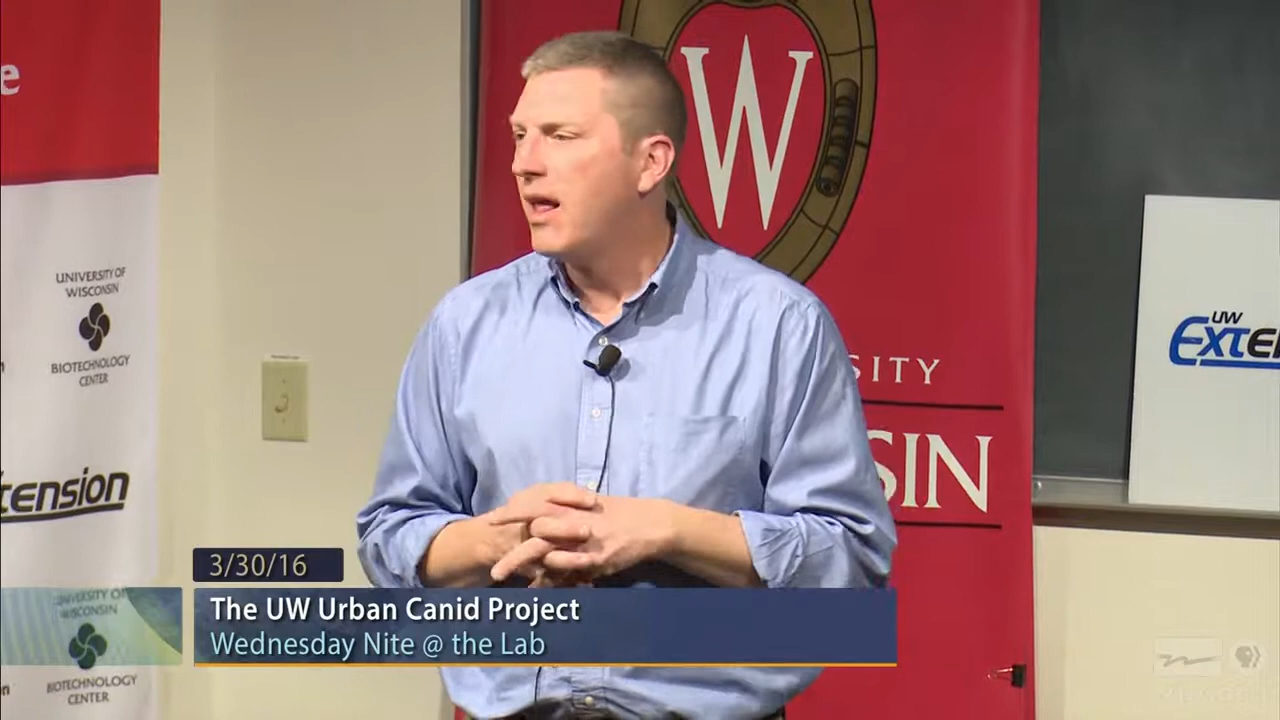 e
UNIVERSITY OF
WISCONSIN
BIOTECHNOLOGY
CENTER
tension
W
SITY
SIN
UW
EXTE
3/30/16
The UW Urban Canid Project
Wednesday Nite @ the Lab
UNIVERSITY OF
WISCONSIN
BIOTECHNOLOGY
CENTER